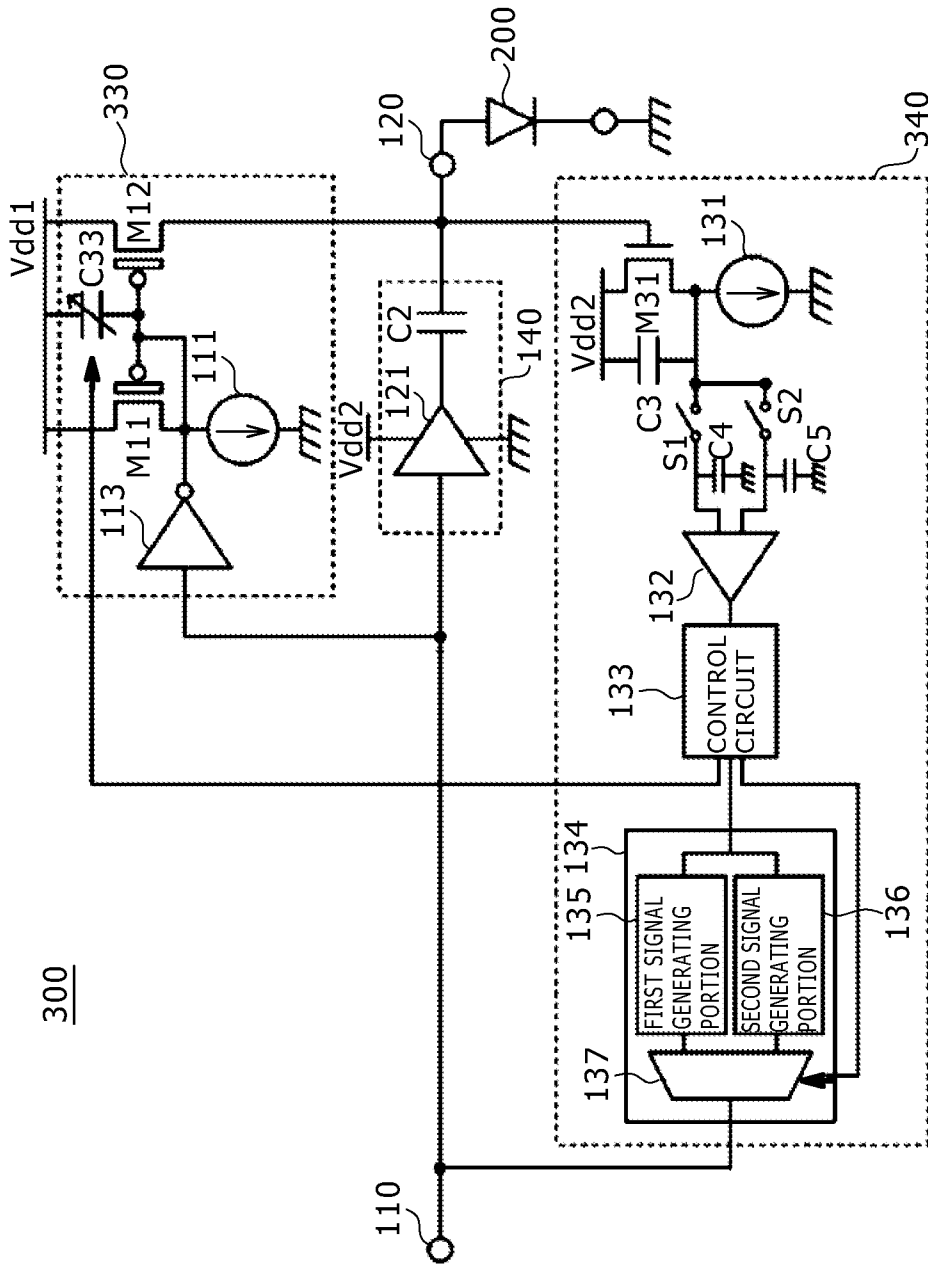 300
Vdd1
330
C33
M12
M11
111
113
120
200
Vdd2
121
C2
140
340
Vdd2
M31
131
C3
S1
C4
S2
C5
132
133
CONTROL
CIRCUIT
134
135
FIRST SIGNAL
GENERATING
PORTION
SECOND SIGNAL
GENERATING
PORTION
136
137
110